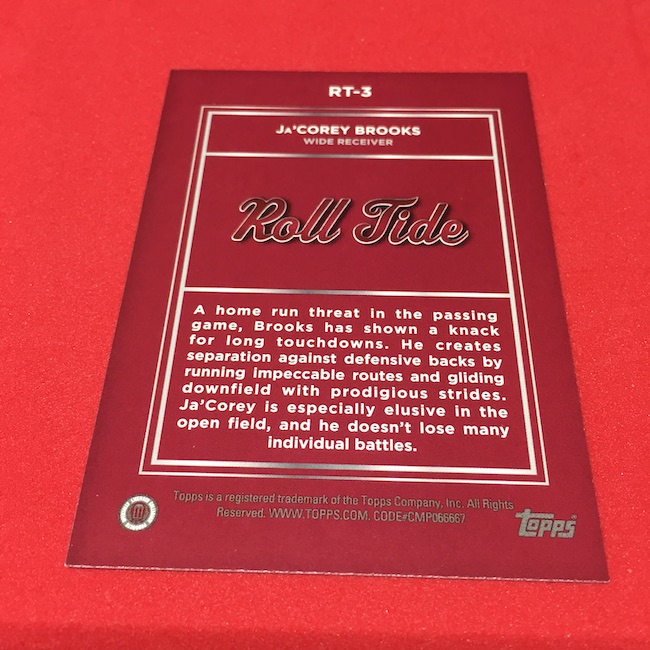 RT-3
JA'COREY BROOKS
WIDE RECEIVER
Roll Tide
A home run threat in the passing
game, Brooks has shown a knack
for long touchdowns. He creates
separation against defensive backs by
running impeccable routes and gliding
downfield with prodigious strides.
Ja'Corey is especially elusive in the
open field, and he doesn't lose many
individual battles.
Topps is a registered trademark of the Topps Company, Inc. All Rights
Reserved. WWW.TOPPS.COM. CODE#CMP066667
topps